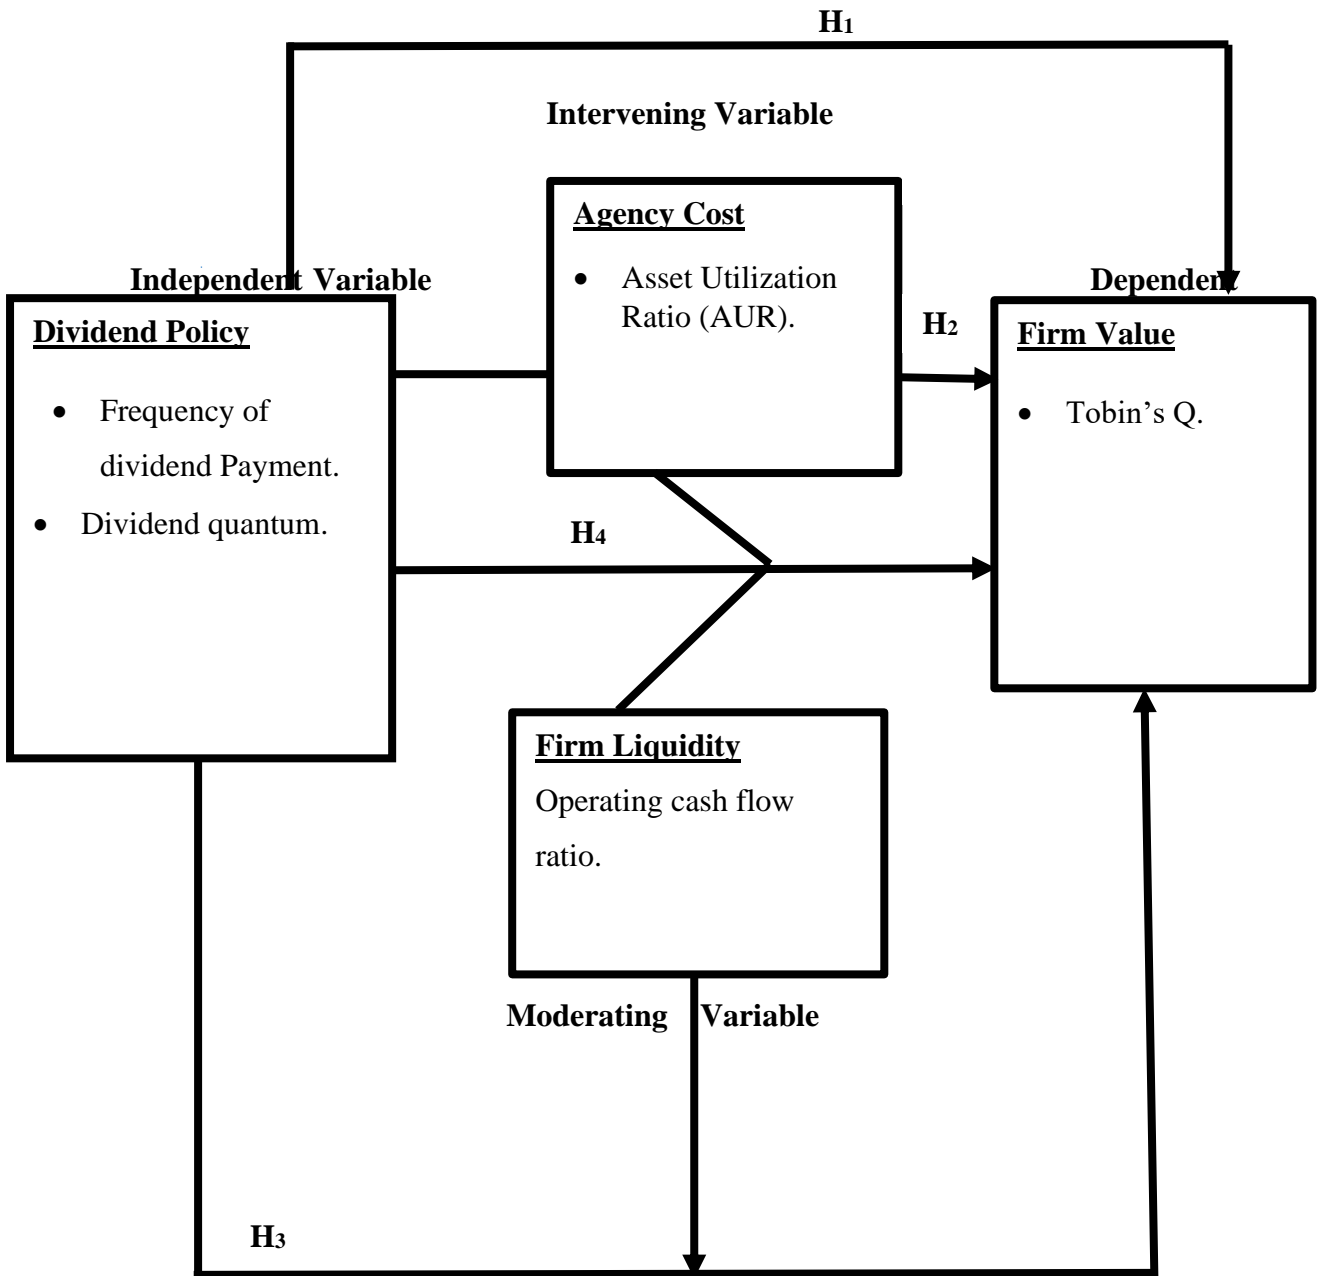 H1
Intervening Variable
Agency Cost
• Asset Utilization
Ratio (AUR).
Independent Variable
Dividend Policy
• Frequency of
dividend Payment.
• Dividend quantum.
H2
Dependent
Firm Value
• Tobin’s Q.
H4
Firm Liquidity
Operating cash flow
ratio.
Moderating Variable
H3